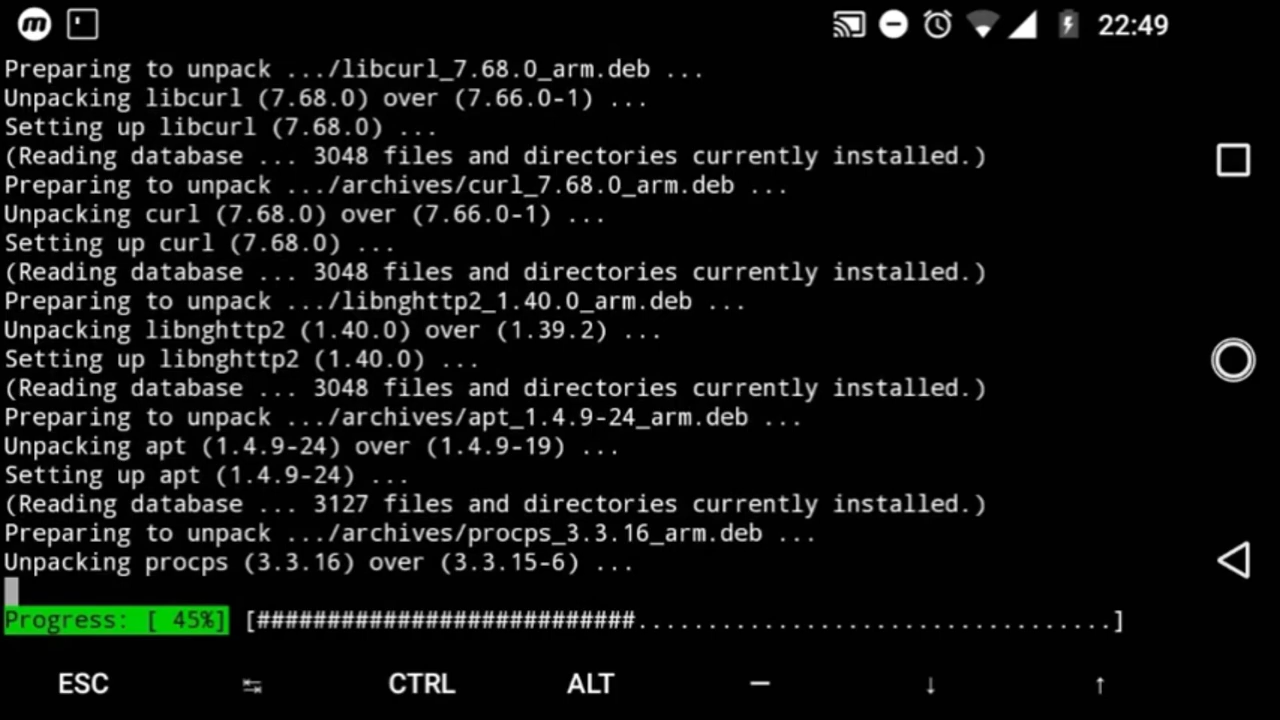 22:49
Preparing to unpack .../libcurl_7.68.0_arm.deb ...
Unpacking libcurl (7.68.0) over (7.66.0-1) ...
Setting up libcurl (7.68.0) ...
(Reading database ... 3048 files and directories currently installed.)
Preparing to unpack .../archives/curl_7.68.0_arm.deb ...
Unpacking curl (7.68.0) over (7.66.0-1) ...
Setting up curl (7.68.0) ...
(Reading database ... 3048 files and directories currently installed.)
Preparing to unpack .../libnghttp2_1.40.0_arm.deb ...
Unpacking libnghttp2 (1.40.0) over (1.39.2) ...
Setting up libnghttp2 (1.40.0) ...
(Reading database ... 3048 files and directories currently installed.)
Preparing to unpack .../archives/apt_1.4.9-24_arm.deb ...
Unpacking apt (1.4.9-24) over (1.4.9-19) ...
Setting up apt (1.4.9-24) ...
(Reading database ... 3127 files and directories currently installed.)
Preparing to unpack .../archives/procps_3.3.16_arm.deb ...
Unpacking procps (3.3.16) over (3.3.15-6) ...
Progress: [ 45%] [###########################..................................]
ESC ⇆ CTRL ALT — ↓ ↑